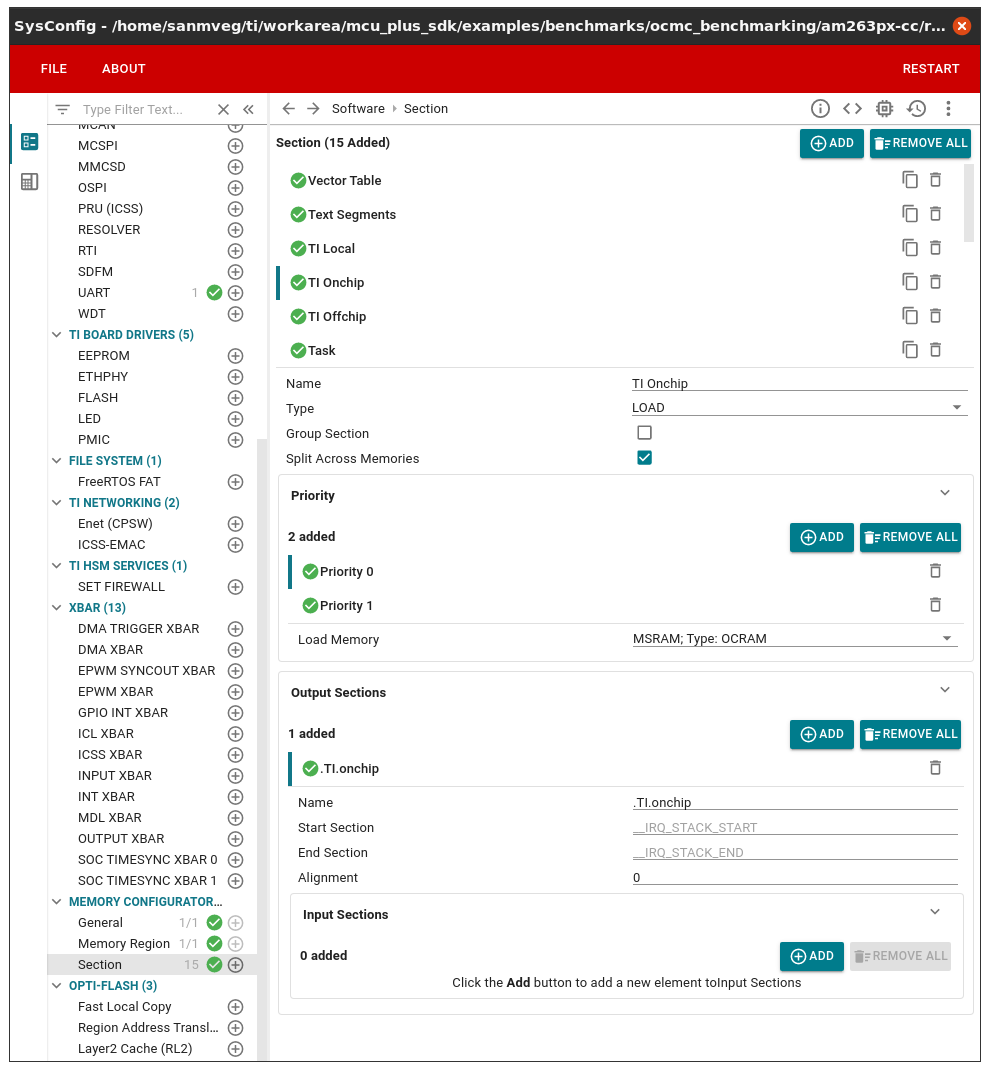 SysConfig - /home/sanmveg/ti/workarea/mcu_plus_sdk/examples/benchmarks/ocmc_benchmarking/am263px-cc/r...
FILE ABOUT RESTART
Type Filter Text...
MCAN
MCSPI
MMCSD
OSPI
PRU (ICSS)
RESOLVER
RTI
SDFM
UART 1
WDT
TI BOARD DRIVERS (5)
EEPROM
ETHPHY
FLASH
LED
PMIC
FILE SYSTEM (1)
FreeRTOS FAT
TI NETWORKING (2)
Enet (CPSW)
ICSS-EMAC
TI HSM SERVICES (1)
SET FIREWALL
XBAR (13)
DMA TRIGGER XBAR
DMA XBAR
EPWM SYNCOUT XBAR
EPWM XBAR
GPIO INT XBAR
ICL XBAR
ICSS XBAR
INPUT XBAR
INT XBAR
MDL XBAR
OUTPUT XBAR
SOC TIMESYNC XBAR 0
SOC TIMESYNC XBAR 1
MEMORY CONFIGURATOR...
General 1/1
Memory Region 1/1
Section 15
OPTI-FLASH (3)
Fast Local Copy
Region Address Transl...
Layer2 Cache (RL2)
Software Section
Section (15 Added) ADD REMOVE ALL
Vector Table
Text Segments
TI Local
TI Onchip
TI Offchip
Task
Name TI Onchip
Type LOAD
Group Section
Split Across Memories
Priority
2 added ADD REMOVE ALL
Priority 0
Priority 1
Load Memory MSRAM; Type: OCRAM
Output Sections
1 added ADD REMOVE ALL
.TI.onchip
Name .TI.onchip
Start Section __IRQ_STACK_START
End Section __IRQ_STACK_END
Alignment 0
Input Sections
0 added ADD REMOVE ALL
Click the Add button to add a new element toInput Sections